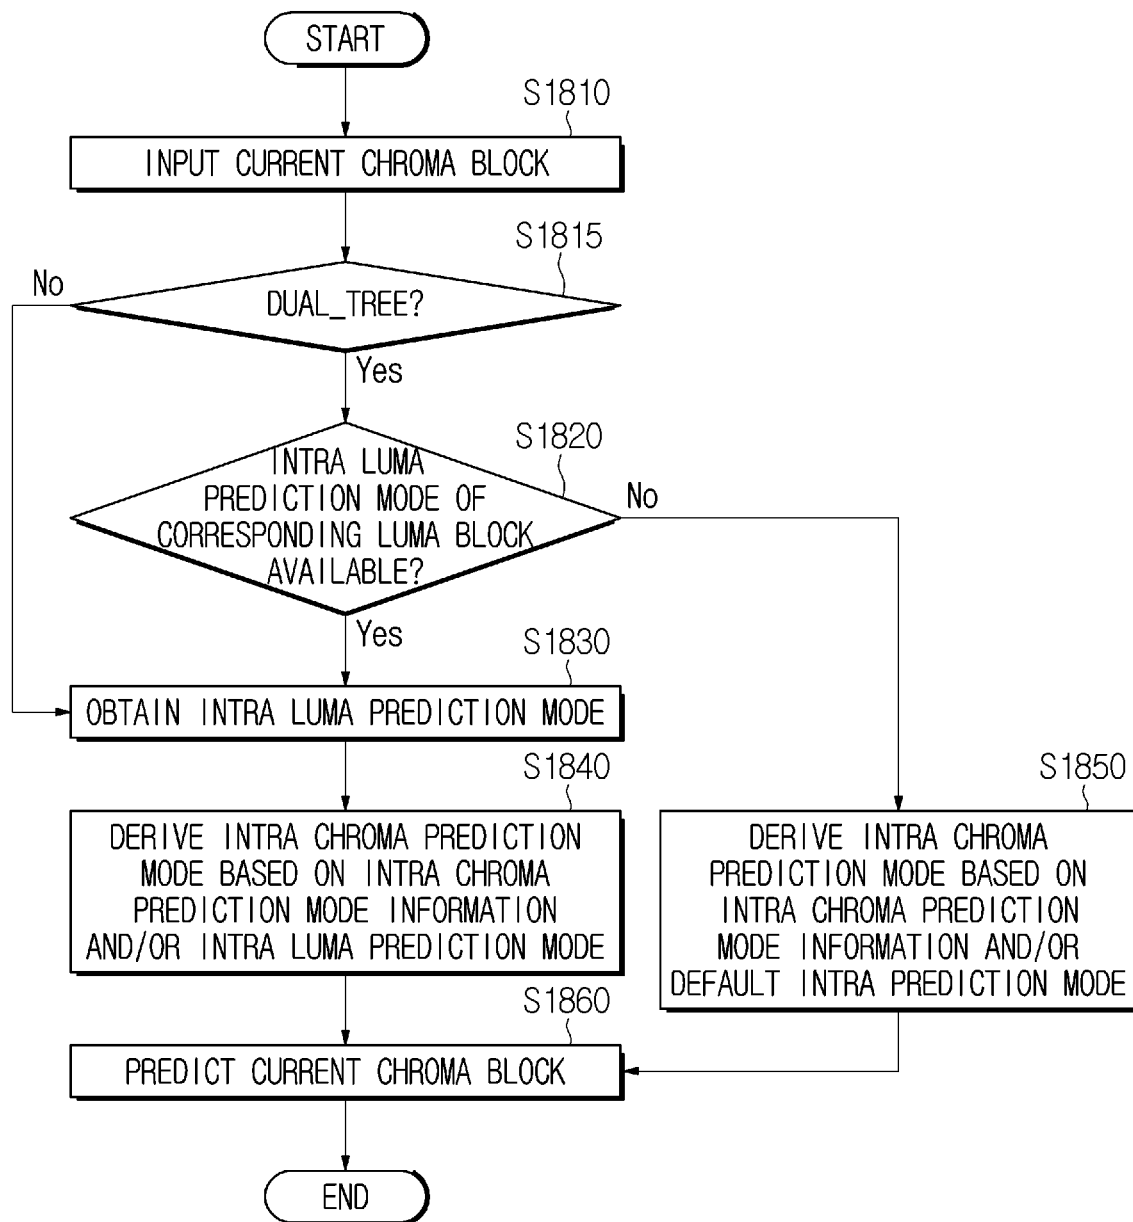 START
S1810
INPUT CURRENT CHROMA BLOCK
S1815
No
DUAL_TREE?
Yes
S1820
INTRA LUMA
PREDICTION MODE OF
CORRESPONDING LUMA BLOCK
AVAILABLE?
No
Yes
S1830
OBTAIN INTRA LUMA PREDICTION MODE
S1840
DERIVE INTRA CHROMA PREDICTION
MODE BASED ON INTRA CHROMA
PREDICTION MODE INFORMATION
AND/OR INTRA LUMA PREDICTION MODE
S1850
DERIVE INTRA CHROMA
PREDICTION MODE BASED ON
INTRA CHROMA PREDICTION
MODE INFORMATION AND/OR
DEFAULT INTRA PREDICTION MODE
S1860
PREDICT CURRENT CHROMA BLOCK
END